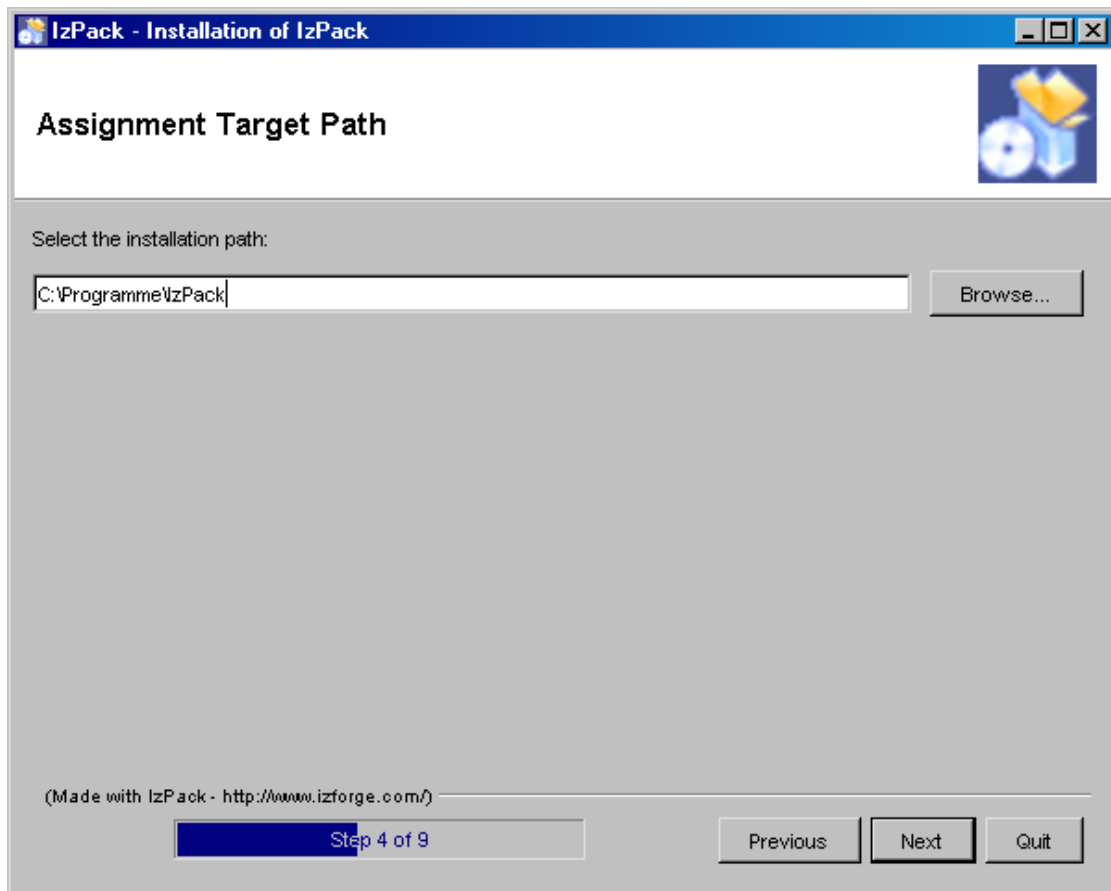 IzPack - Installation of IzPack
Assignment Target Path
Select the installation path:
C:\Programme\IzPack
Browse...
(Made with IzPack - http://www.izforge.com/)
Step 4 of 9
Previous
Next
Quit